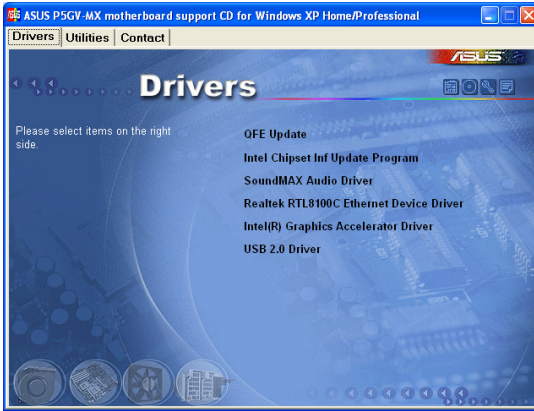 ASUS P5GV-MX motherboard support CD for Windows XP Home/Professional
Drivers Utilities Contact
ASUS
Drivers
Please select items on the right
side.
QFE Update
Intel Chipset Inf Update Program
SoundMAX Audio Driver
Realtek RTL8100C Ethernet Device Driver
Intel(R) Graphics Accelerator Driver
USB 2.0 Driver